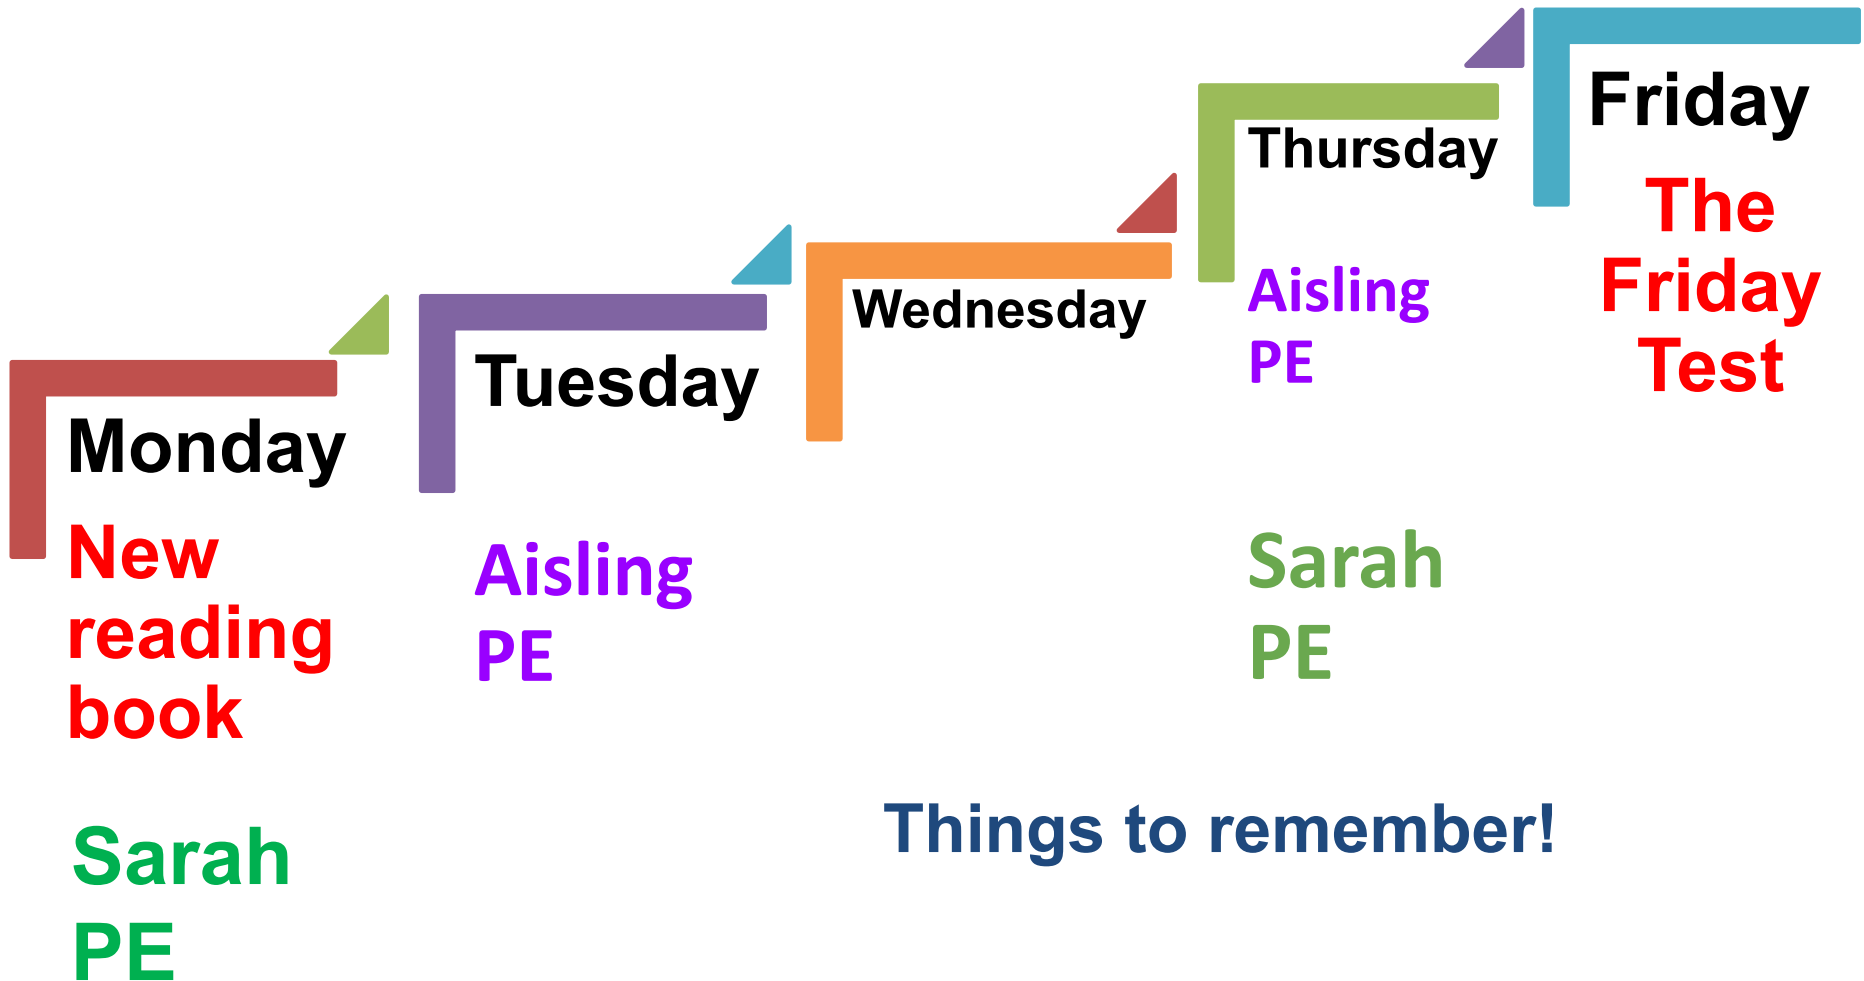 Monday
New
reading
book
Sarah
PE
Tuesday
Aisling
PE
Wednesday
Thursday
Aisling
PE
Sarah
PE
Friday
The
Friday
Test
Things to remember!